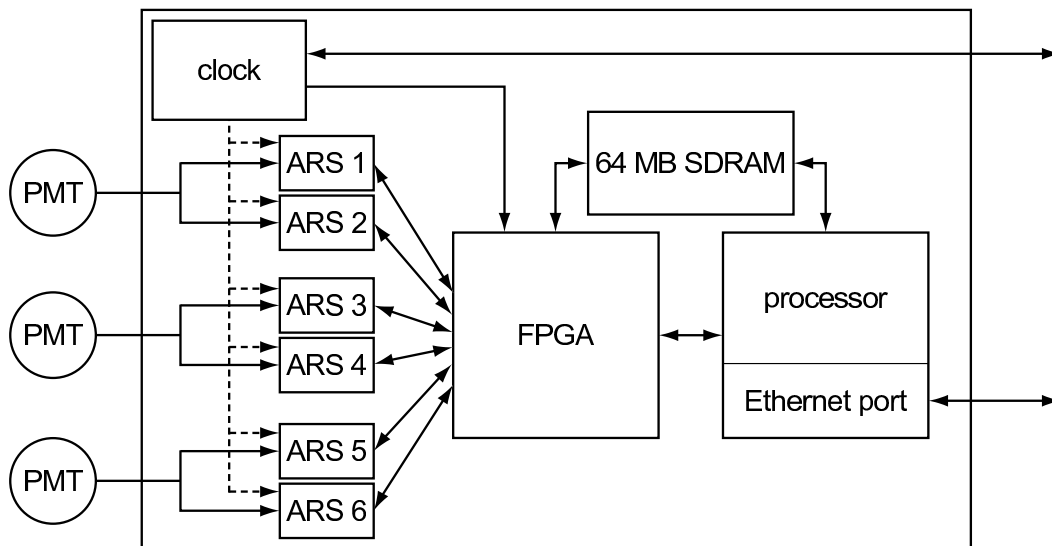 clock
PMT
ARS 1
ARS 2
64 MB SDRAM
PMT
ARS 3
ARS 4
FPGA
processor
Ethernet port
PMT
ARS 5
ARS 6